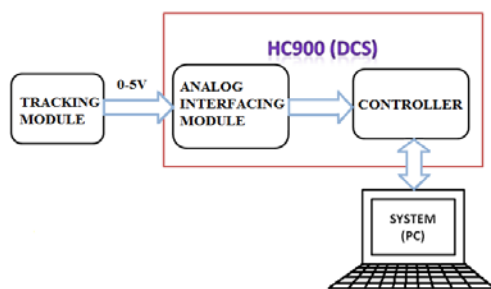 HC900 (DCS)
0-5V
TRACKING
MODULE
ANALOG
INTERFACING
MODULE
CONTROLLER
SYSTEM
(PC)